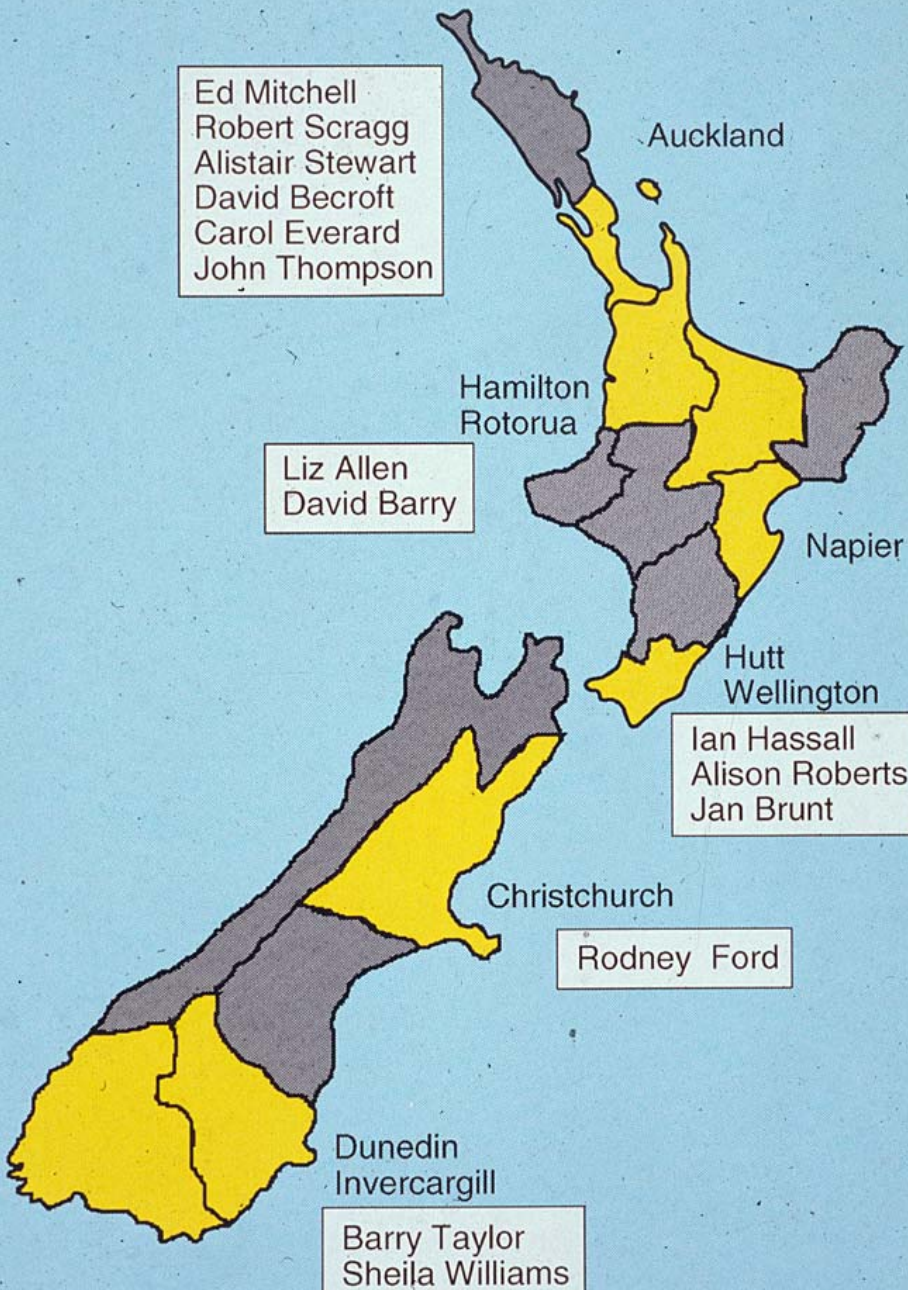 Ed Mitchell
Robert Scragg
Alistair Stewart
David Becroft
Carol Everard
John Thompson
Auckland
Hamilton
Rotorua
Liz Allen
David Barry
Napier
Hutt
Wellington
Ian Hassall
Alison Roberts
Jan Brunt
Christchurch
Rodney Ford
Dunedin
Invercargill
Barry Taylor
Sheila Williams